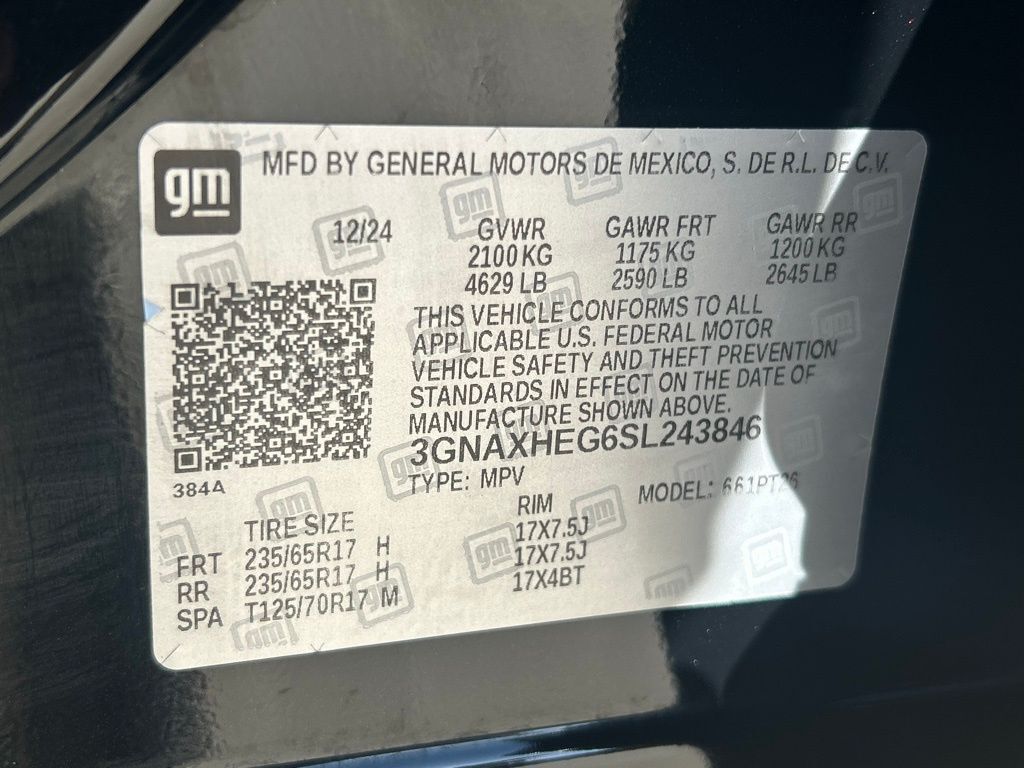 gm MFD BY GENERAL MOTORS DE MEXICO, S. DE R.L. DE C.V.
12/24 GVWR GAWR FRT GAWR RR
2100 KG 1175 KG 1200 KG
4629 LB 2590 LB 2645 LB
THIS VEHICLE CONFORMS TO ALL
APPLICABLE U.S. FEDERAL MOTOR
VEHICLE SAFETY AND THEFT PREVENTION
STANDARDS IN EFFECT ON THE DATE OF
MANUFACTURE SHOWN ABOVE.
3GNAXHEG6SL243846
384A TYPE: MPV MODEL: 661PT26
TIRE SIZE RIM
FRT 235/65R17 H 17X7.5J
RR 235/65R17 H 17X7.5J
SPA T125/70R17 M 17X4BT